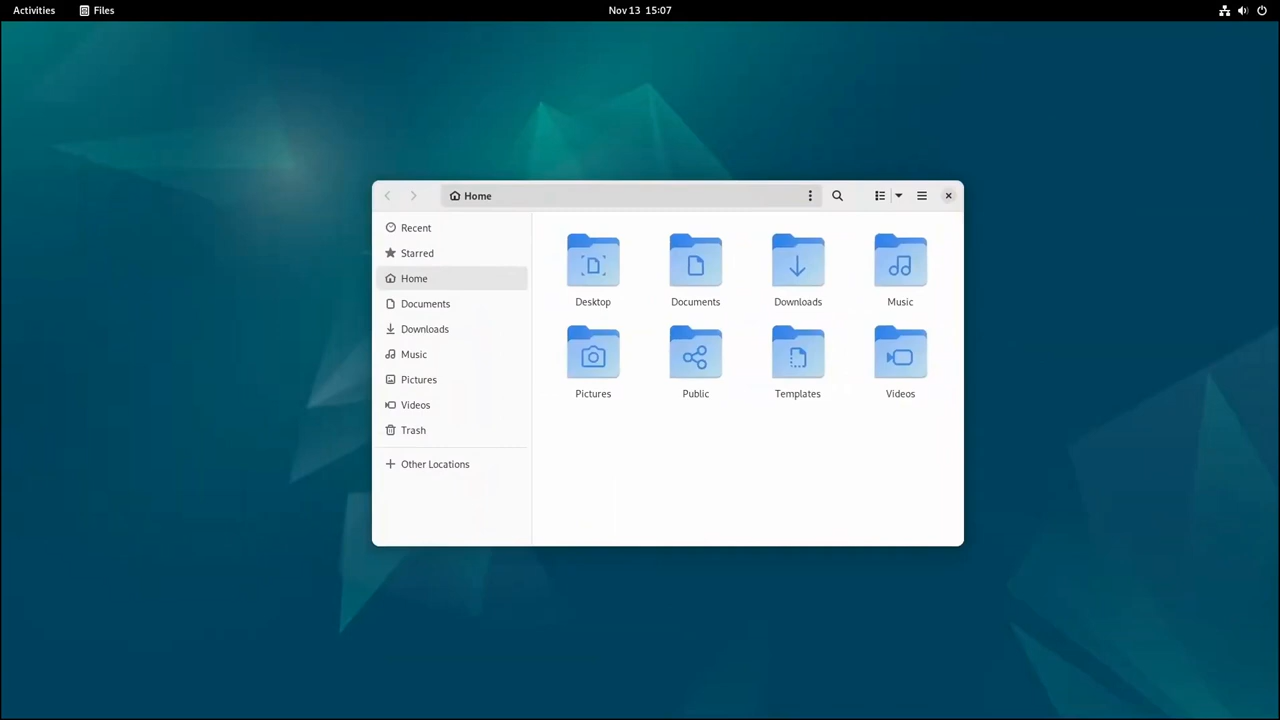 Activities Files Nov 13 15:07
Home
Recent
Starred
Home
Documents
Downloads
Music
Pictures
Videos
Trash
Other Locations
Desktop Documents Downloads Music
Pictures Public Templates Videos